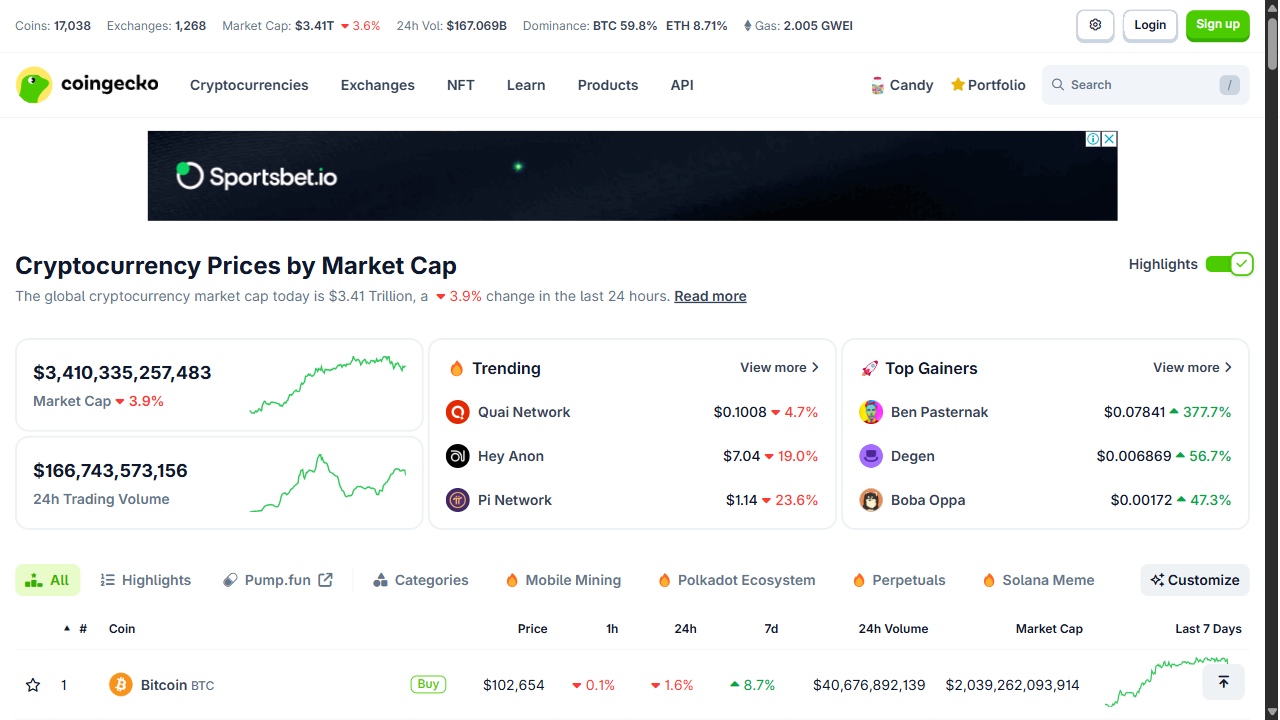 Coins: 17,038 Exchanges: 1,268 Market Cap: $3.41T 3.6% 24h Vol: $167.069B Dominance: BTC 59.8% ETH 8.71% Gas: 2.005 GWEI Login Sign up
coingecko Cryptocurrencies Exchanges NFT Learn Products API Candy Portfolio Search /
Sportsbet.io
Cryptocurrency Prices by Market Cap Highlights
The global cryptocurrency market cap today is $3.41 Trillion, a 3.9% change in the last 24 hours. Read more
$3,410,335,257,483
Market Cap 3.9%
$166,743,573,156
24h Trading Volume
Trending View more
Quai Network $0.1008 4.7%
Hey Anon $7.04 19.0%
Pi Network $1.14 23.6%
Top Gainers View more
Ben Pasternak $0.07841 377.7%
Degen $0.006869 56.7%
Boba Oppa $0.00172 47.3%
All Highlights Pump.fun Categories Mobile Mining Polkadot Ecosystem Perpetuals Solana Meme Customize
# Coin Price 1h 24h 7d 24h Volume Market Cap Last 7 Days
1 Bitcoin BTC Buy $102,654 0.1% 1.6% 8.7% $40,676,892,139 $2,039,262,093,914